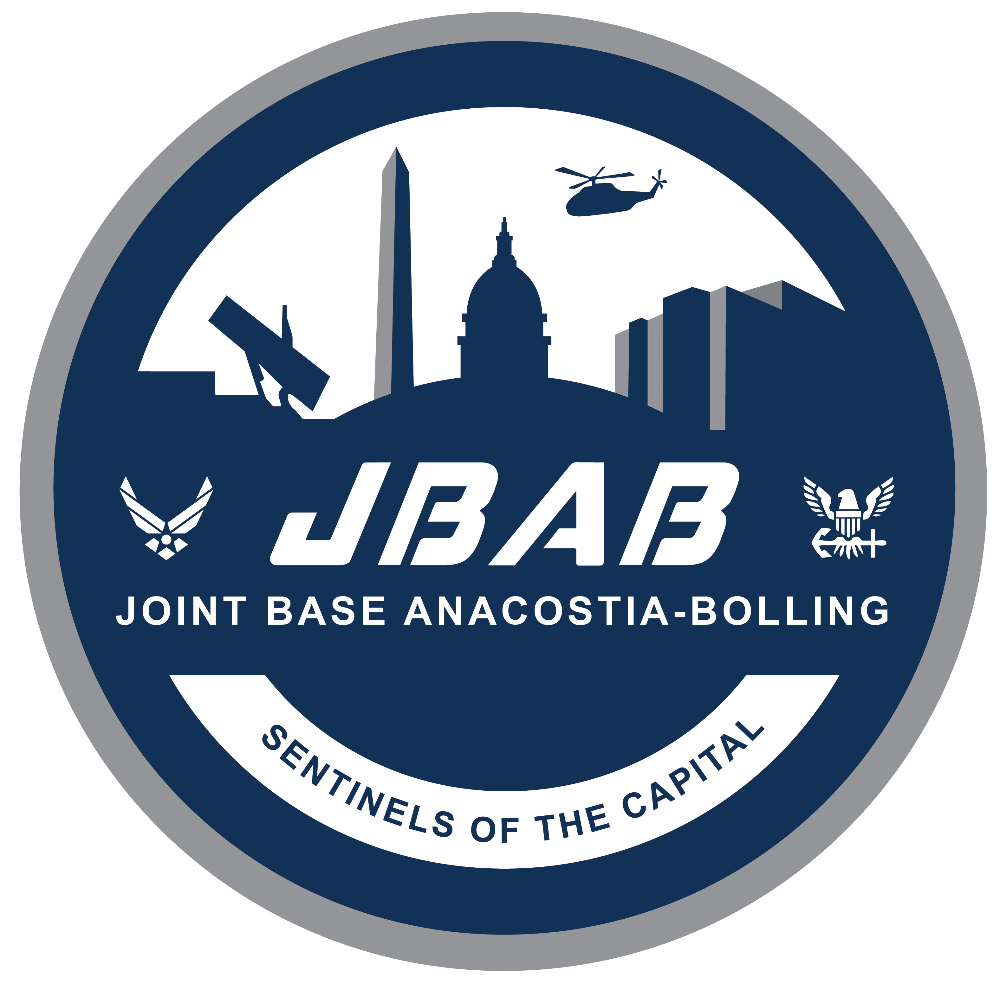 JBAB
JOINT BASE ANACOSTIA-BOLLING
SENTINELS OF THE CAPITAL